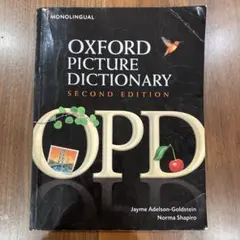 MONOLINGUAL
OXFORD
PICTURE
DICTIONARY
SECOND EDITION
OPD
Jayme Adelson-Goldstein
Norma Shapiro